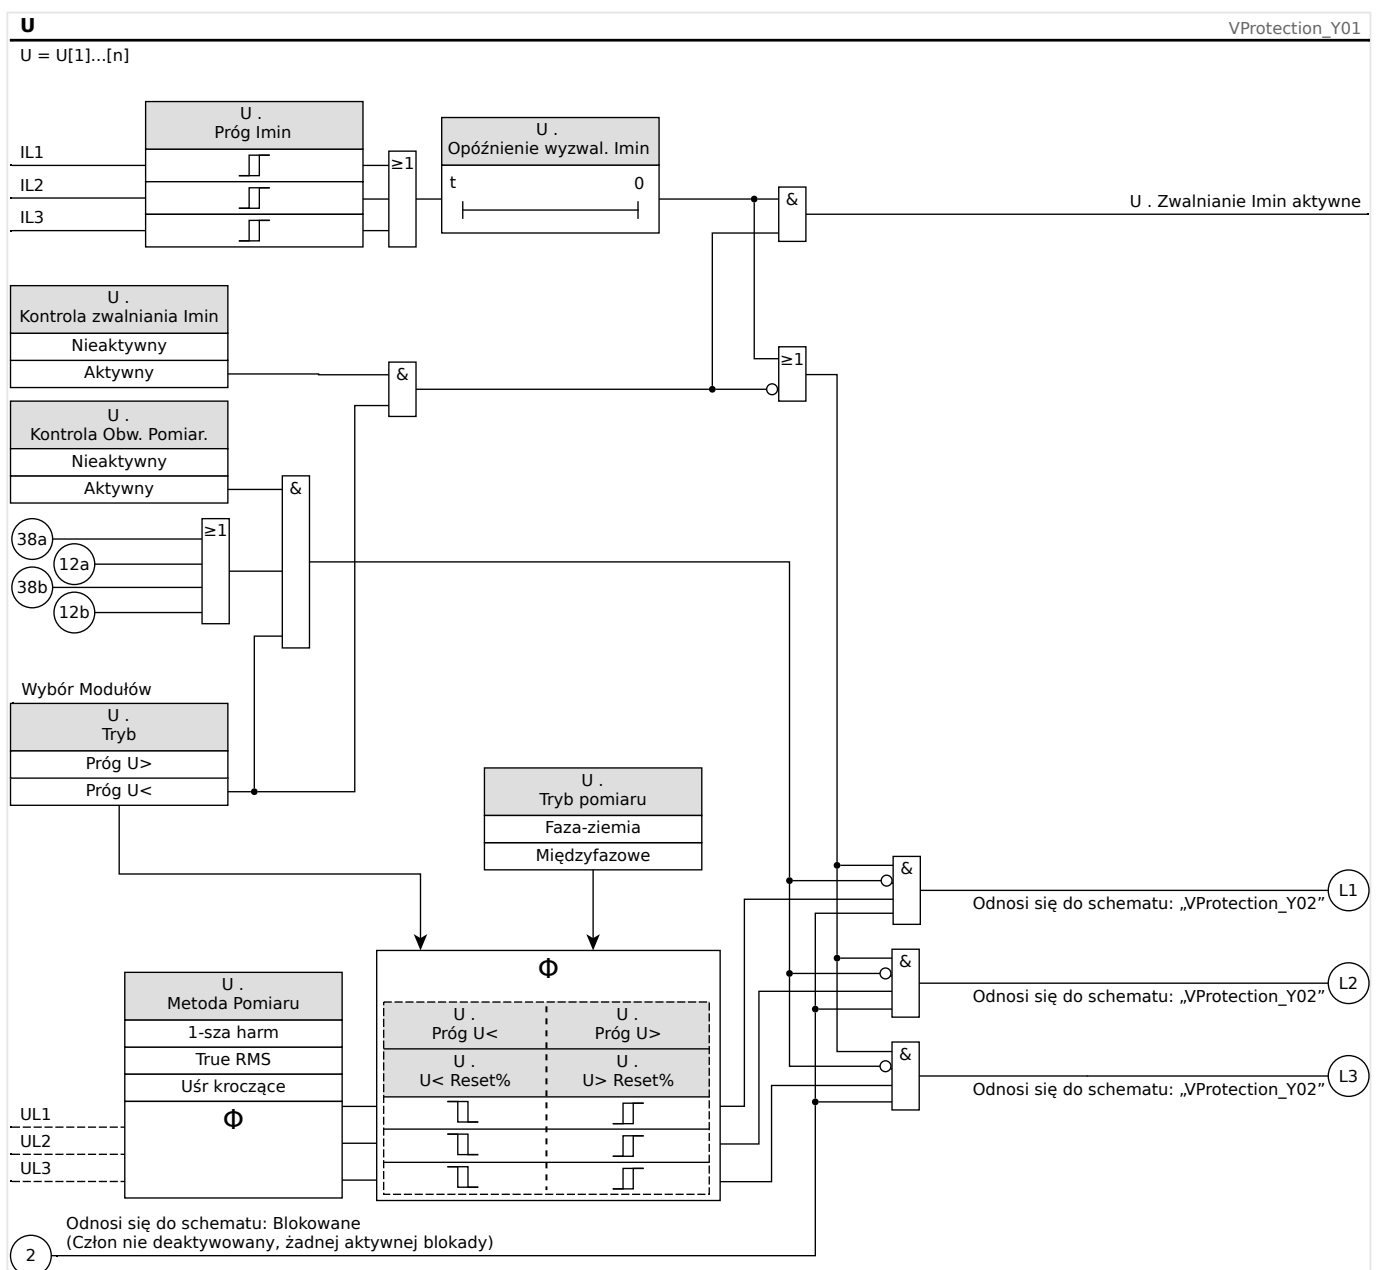 U
VProtection_Y01
U = U[1]...[n]
U .
Próg Imin
IL1
IL2
IL3
≥1
U .
Opóźnienie wyzwal. Imin
t
0
&
U . Zwalnianie Imin aktywne
U .
Kontrola zwalniania Imin
Nieaktywny
Aktywny
&
≥1
U .
Kontrola Obw. Pomiar.
Nieaktywny
Aktywny
&
≥1
38a
12a
38b
12b
Wybór Modułów
U .
Tryb
Próg U>
Próg U<
U .
Tryb pomiaru
Faza-ziemia
Międzyfazowe
&
L1
Odnosi się do schematu: „VProtection_Y02”
&
L2
Odnosi się do schematu: „VProtection_Y02”
&
L3
Odnosi się do schematu: „VProtection_Y02”
U .
Metoda Pomiaru
1-sza harm
True RMS
Uśr kroczące
Φ
UL1
UL2
UL3
Φ
U .
Próg U<
U .
Próg U>
U .
U< Reset%
U .
U> Reset%
Odnosi się do schematu: Blokowane
(Człon nie deaktywowany, żadnej aktywnej blokady)
2